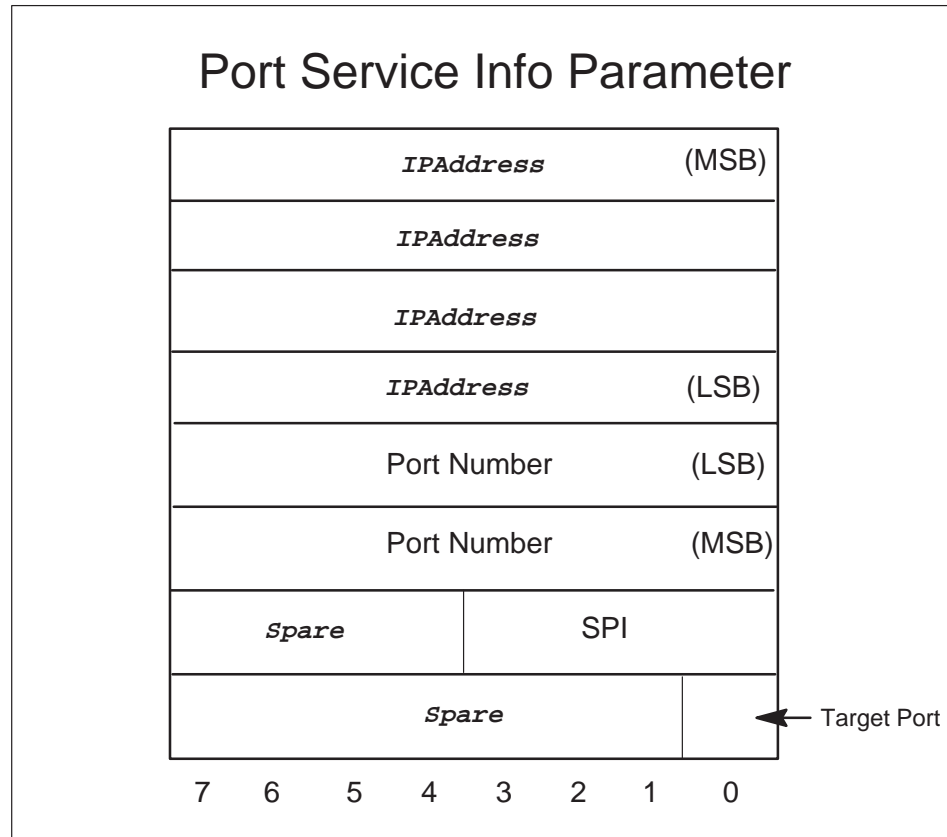 Port Service Info Parameter
IPAddress (MSB)
IPAddress
IPAddress
IPAddress (LSB)
Port Number (LSB)
Port Number (MSB)
Spare SPI
Spare
Target Port
7 6 5 4 3 2 1 0